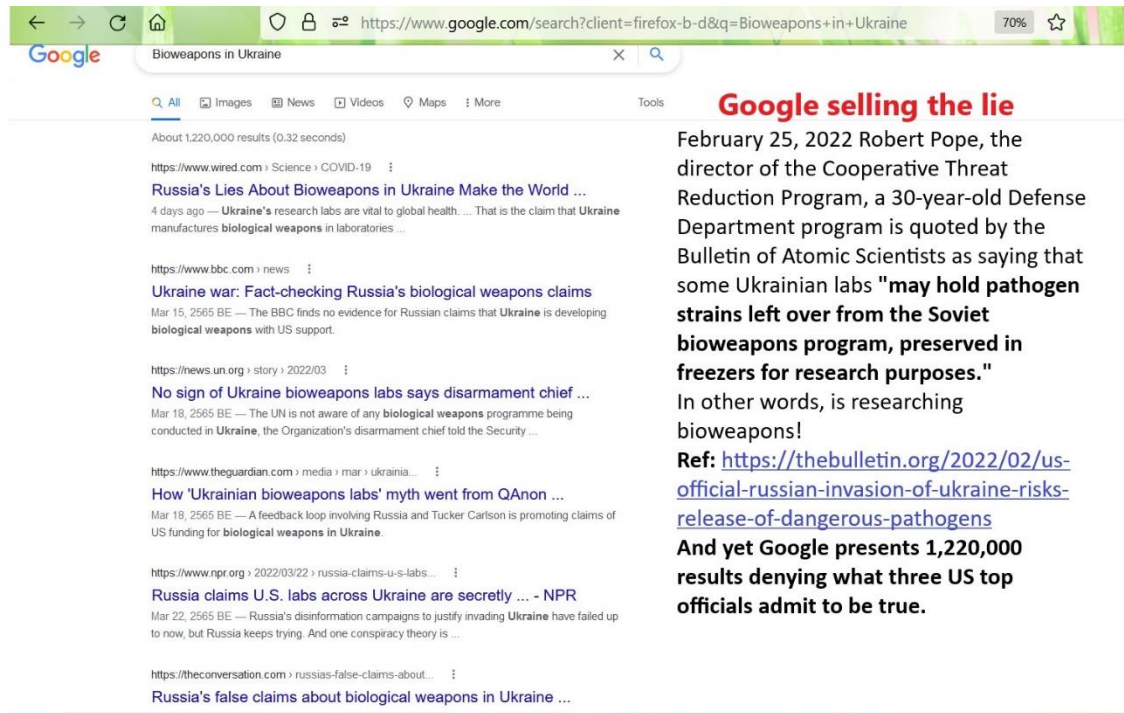 https://www.google.com/search?client=firefox-b-d&q=Bioweapons+in+Ukraine
70%
Google
Bioweapons in Ukraine
All
Images
News
Videos
Maps
More
Tools
About 1,220,000 results (0.32 seconds)
https://www.wired.com › Science › COVID-19
Russia's Lies About Bioweapons in Ukraine Make the World ...
4 days ago — Ukraine's research labs are vital to global health. ... That is the claim that Ukraine
manufactures biological weapons in laboratories ...
https://www.bbc.com › news
Ukraine war: Fact-checking Russia's biological weapons claims
Mar 15, 2565 BE — The BBC finds no evidence for Russian claims that Ukraine is developing
biological weapons with US support.
https://news.un.org › story › 2022/03
No sign of Ukraine bioweapons labs says disarmament chief ...
Mar 18, 2565 BE — The UN is not aware of any biological weapons programme being
conducted in Ukraine, the Organization's disarmament chief told the Security ...
https://www.theguardian.com › media › mar › ukrainia...
How 'Ukrainian bioweapons labs' myth went from QAnon ...
Mar 18, 2565 BE — A feedback loop involving Russia and Tucker Carlson is promoting claims of
US funding for biological weapons in Ukraine.
https://www.npr.org › 2022/03/22 › russia-claims-u-s-labs...
Russia claims U.S. labs across Ukraine are secretly ... - NPR
Mar 22, 2565 BE — Russia's disinformation campaigns to justify invading Ukraine have failed up
to now, but Russia keeps trying. And one conspiracy theory is ...
https://theconversation.com › russias-false-claims-about...
Russia's false claims about biological weapons in Ukraine ...
Google selling the lie
February 25, 2022 Robert Pope, the
director of the Cooperative Threat
Reduction Program, a 30-year-old Defense
Department program is quoted by the
Bulletin of Atomic Scientists as saying that
some Ukrainian labs "may hold pathogen
strains left over from the Soviet
bioweapons program, preserved in
freezers for research purposes."
In other words, is researching
bioweapons!
Ref: https://thebulletin.org/2022/02/us-
official-russian-invasion-of-ukraine-risks-
release-of-dangerous-pathogens
And yet Google presents 1,220,000
results denying what three US top
officials admit to be true.